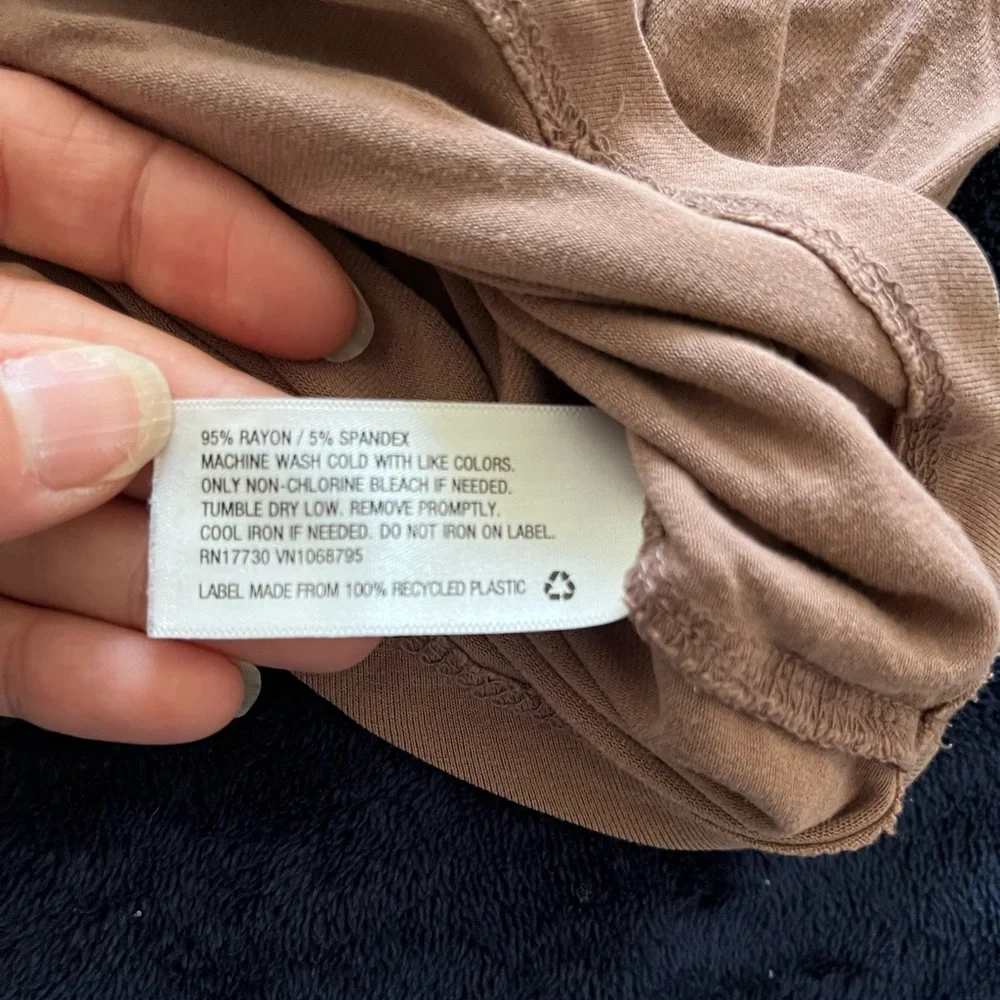 95% RAYON / 5% SPANDEX
MACHINE WASH COLD WITH LIKE COLORS.
ONLY NON-CHLORINE BLEACH IF NEEDED.
TUMBLE DRY LOW. REMOVE PROMPTLY.
COOL IRON IF NEEDED. DO NOT IRON ON LABEL.
RN17730 VN1068795
LABEL MADE FROM 100% RECYCLED PLASTIC